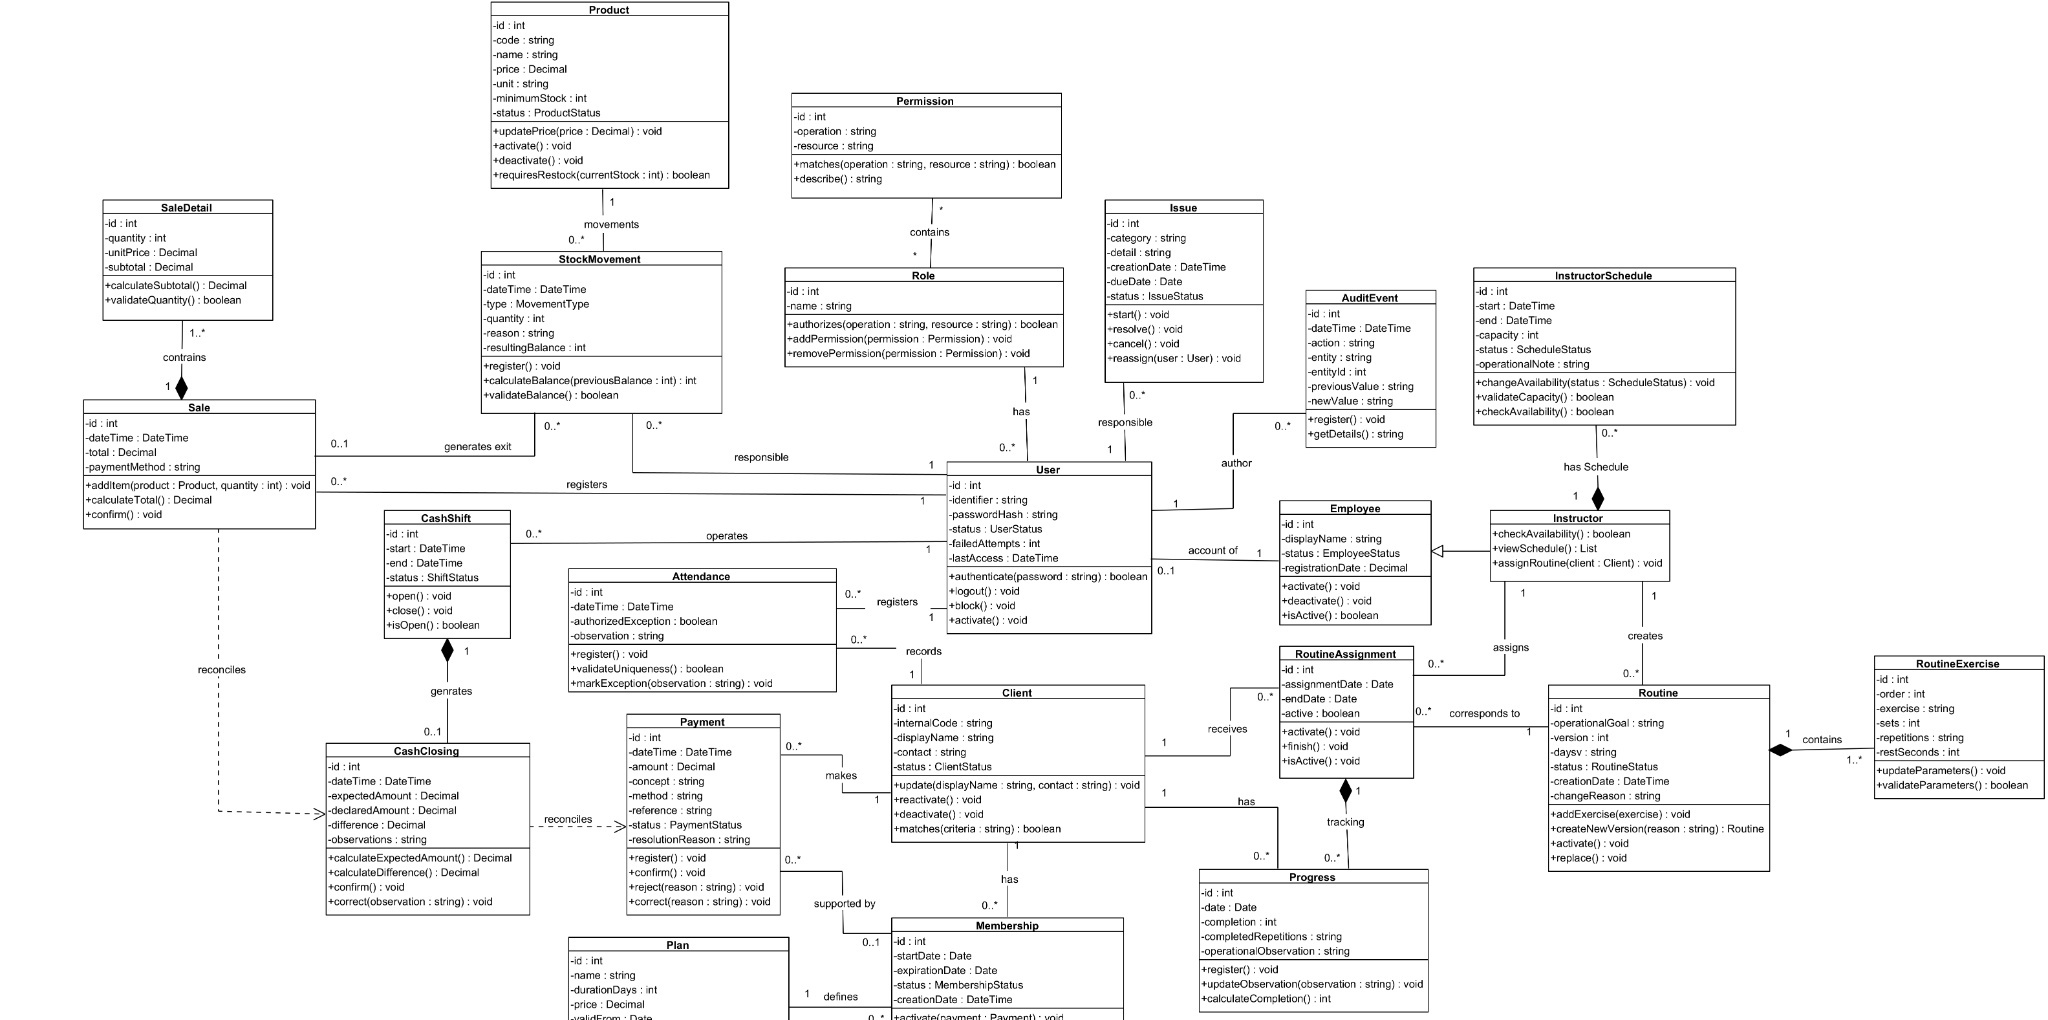 Product
-id : int
-code : string
-name : string
-price : Decimal
-unit : string
-minimumStock : int
-status : ProductStatus
+updatePrice(price : Decimal) : void
+activate() : void
+deactivate() : void
+requiresRestock(currentStock : int) : boolean
1
movements
0..*
Permission
-id : int
-operation : string
-resource : string
+matches(operation : string, resource : string) : boolean
+describe() : string
*
contains
*
SaleDetail
-id : int
-quantity : int
-unitPrice : Decimal
-subtotal : Decimal
+calculateSubtotal() : Decimal
+validateQuantity() : boolean
1..*
contrains
1
StockMovement
-id : int
-dateTime : DateTime
-type : MovementType
-quantity : int
-reason : string
-resultingBalance : int
+register() : void
+calculateBalance(previousBalance : int) : int
+validateBalance() : boolean
0..*
0..*
Role
-id : int
-name : string
+authorizes(operation : string, resource : string) : boolean
+addPermission(permission : Permission) : void
+removePermission(permission : Permission) : void
1
has
0..*
Issue
-id : int
-category : string
-detail : string
-creationDate : DateTime
-dueDate : Date
-status : IssueStatus
+start() : void
+resolve() : void
+cancel() : void
+reassign(user : User) : void
0..*
responsible
1
AuditEvent
-id : int
-dateTime : DateTime
-action : string
-entity : string
-entityId : int
-previousValue : string
-newValue : string
+register() : void
+getDetails() : string
0..*
author
1
InstructorSchedule
-id : int
-start : DateTime
-end : DateTime
-capacity : int
-status : ScheduleStatus
-operationalNote : string
+changeAvailability(status : ScheduleStatus) : void
+validateCapacity() : boolean
+checkAvailability() : boolean
0..*
has Schedule
1
Sale
-id : int
-dateTime : DateTime
-total : Decimal
-paymentMethod : string
+addItem(product : Product, quantity : int) : void
+calculateTotal() : Decimal
+confirm() : void
0..1
generates exit
responsible
1
0..*
registers
1
User
-id : int
-identifier : string
-passwordHash : string
-status : UserStatus
-failedAttempts : int
-lastAccess : DateTime
+authenticate(password : string) : boolean
+logout() : void
+block() : void
+activate() : void
account of
1
0..1
Employee
-id : int
-displayName : string
-status : EmployeeStatus
-registrationDate : Decimal
+activate() : void
+deactivate() : void
+isActive() : boolean
Instructor
+checkAvailability() : boolean
+viewSchedule() : List
+assignRoutine(client : Client) : void
1
assigns
0..*
1
creates
0..*
CashShift
-id : int
-start : DateTime
-end : DateTime
-status : ShiftStatus
+open() : void
+close() : void
+isOpen() : boolean
0..*
operates
1
1
genrates
0..1
reconciles
Attendance
-id : int
-dateTime : DateTime
-authorizedException : boolean
-observation : string
+register() : void
+validateUniqueness() : boolean
+markException(observation : string) : void
0..*
registers
1
0..*
records
1
RoutineAssignment
-id : int
-assignmentDate : Date
-endDate : Date
-active : boolean
+activate() : void
+finish() : void
+isActive() : void
0..*
corresponds to
1
1
tracking
0..*
RoutineExercise
-id : int
-order : int
-exercise : string
-sets : int
-repetitions : string
-restSeconds : int
+updateParameters() : void
+validateParameters() : boolean
Routine
-id : int
-operationalGoal : string
-version : int
-daysv : string
-status : RoutineStatus
-creationDate : DateTime
-changeReason : string
+addExercise(exercise) : void
+createNewVersion(reason : string) : Routine
+activate() : void
+replace() : void
1
contains
1..*
Client
-id : int
-internalCode : string
-displayName : string
-contact : string
-status : ClientStatus
+update(displayName : string, contact : string) : void
+reactivate() : void
+deactivate() : void
+matches(criteria : string) : boolean
0..*
receives
1
1
has
0..*
1
has
0..*
Payment
-id : int
-dateTime : DateTime
-amount : Decimal
-concept : string
-method : string
-reference : string
-status : PaymentStatus
-resolutionReason : string
+register() : void
+confirm() : void
+reject(reason : string) : void
+correct(reason : string) : void
0..*
makes
1
0..*
supported by
0..1
CashClosing
-id : int
-dateTime : DateTime
-expectedAmount : Decimal
-declaredAmount : Decimal
-difference : Decimal
-observations : string
+calculateExpectedAmount() : Decimal
+calculateDifference() : Decimal
+confirm() : void
+correct(observation : string) : void
reconciles
Progress
-id : int
-date : Date
-completion : int
-completedRepetitions : string
-operationalObservation : string
+register() : void
+updateObservation(observation : string) : void
+calculateCompletion() : int
Membership
-id : int
-startDate : Date
-expirationDate : Date
-status : MembershipStatus
-creationDate : DateTime
+activate(payment : Payment) : void
Plan
-id : int
-name : string
-durationDays : int
-price : Decimal
-validFrom : Date
1
defines
0..*